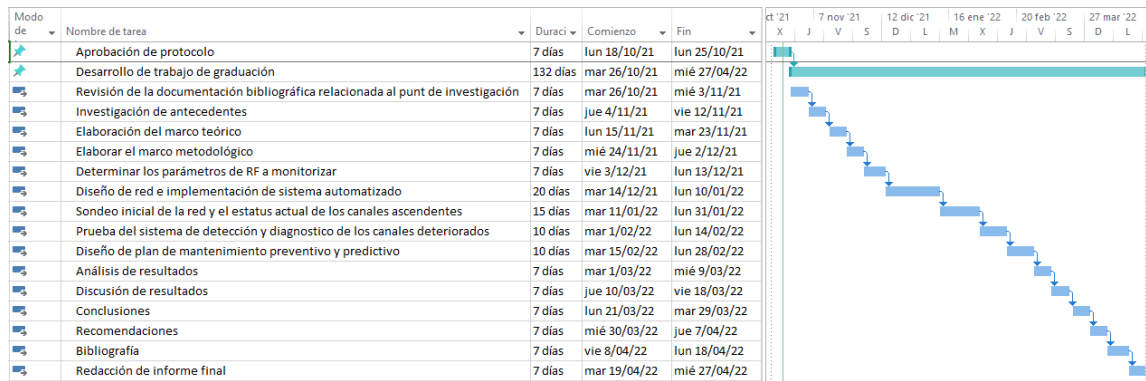 Modo de Nombre de tarea Duraci Comienzo Fin
ct '21 7 nov '21 12 dic '21 16 ene '22 20 feb '22 27 mar '22
X J V S D L M X J V S D L
Aprobación de protocolo 7 días lun 18/10/21 lun 25/10/21
Desarrollo de trabajo de graduación 132 días mar 26/10/21 mié 27/04/22
Revisión de la documentación bibliográfica relacionada al punt de investigación 7 días mar 26/10/21 mié 3/11/21
Investigación de antecedentes 7 días jue 4/11/21 vie 12/11/21
Elaboración del marco teórico 7 días lun 15/11/21 mar 23/11/21
Elaborar el marco metodológico 7 días mié 24/11/21 jue 2/12/21
Determinar los parámetros de RF a monitorizar 7 días vie 3/12/21 lun 13/12/21
Diseño de red e implementación de sistema automatizado 20 días mar 14/12/21 lun 10/01/22
Sondeo inicial de la red y el estatus actual de los canales ascendentes 15 días mar 11/01/22 lun 31/01/22
Prueba del sistema de detección y diagnostico de los canales deteriorados 10 días mar 1/02/22 lun 14/02/22
Diseño de plan de mantenimiento preventivo y predictivo 10 días mar 15/02/22 lun 28/02/22
Análisis de resultados 7 días mar 1/03/22 mié 9/03/22
Discusión de resultados 7 días jue 10/03/22 vie 18/03/22
Conclusiones 7 días lun 21/03/22 mar 29/03/22
Recomendaciones 7 días mié 30/03/22 jue 7/04/22
Bibliografía 7 días vie 8/04/22 lun 18/04/22
Redacción de informe final 7 días mar 19/04/22 mié 27/04/22